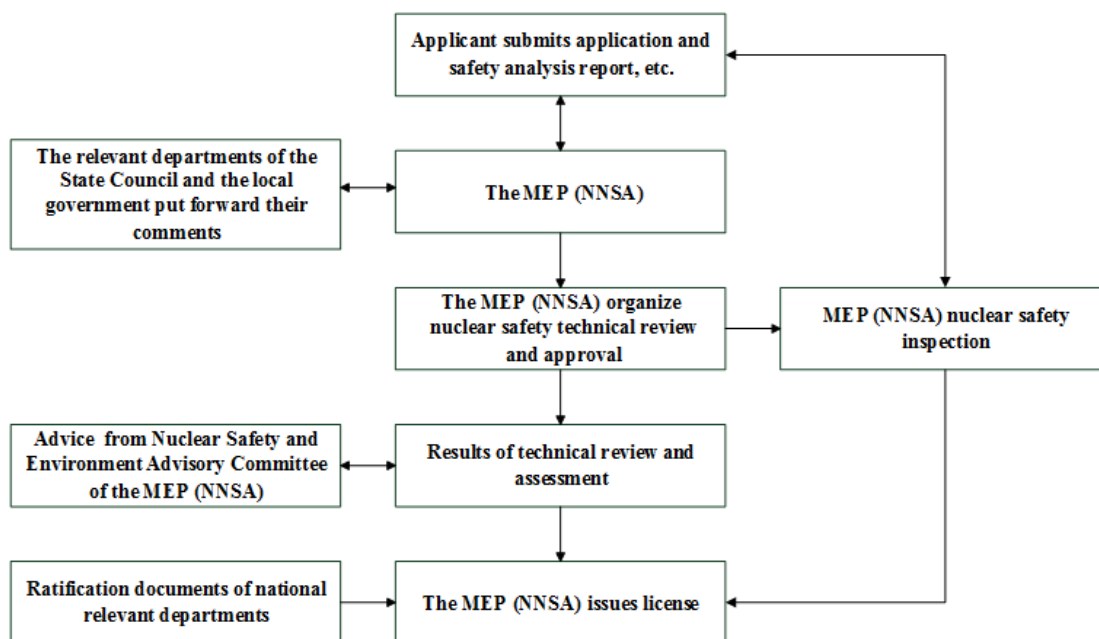 Applicant submits application and
safety analysis report, etc.
The relevant departments of the
State Council and the local
government put forward their
comments
The MEP (NNSA)
The MEP (NNSA) organize
nuclear safety technical review
and approval
MEP (NNSA) nuclear safety
inspection
Advice from Nuclear Safety and
Environment Advisory Committee
of the MEP (NNSA)
Results of technical review and
assessment
Ratification documents of national
relevant departments
The MEP (NNSA) issues license